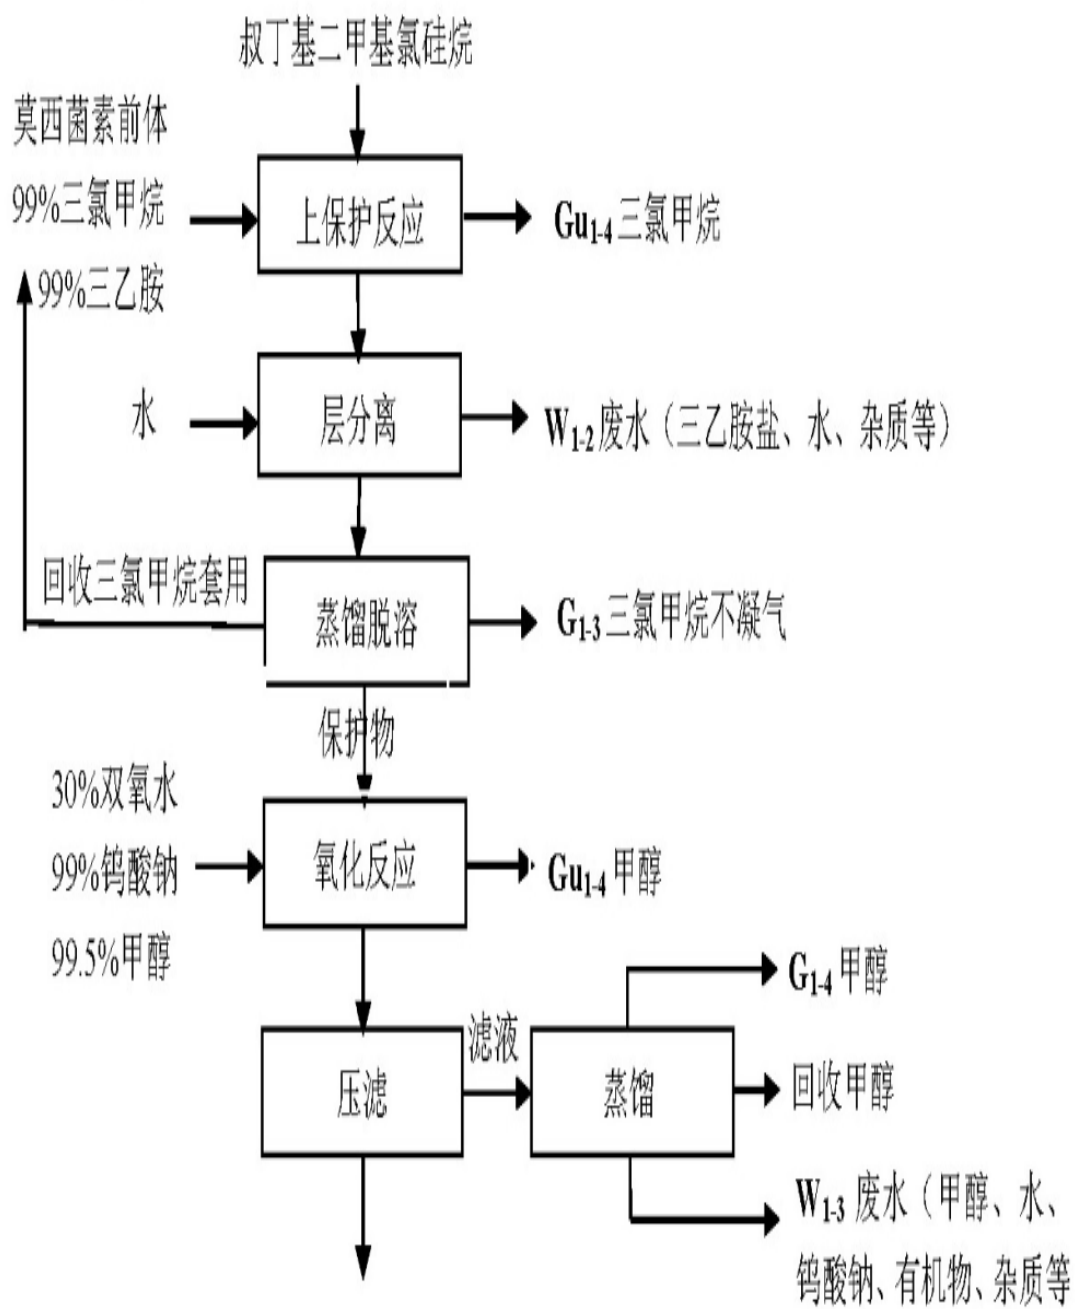 叔丁基二甲基氯硅烷
莫西菌素前体
99%三氯甲烷
99%三乙胺
上保护反应
Gu1-4 三氯甲烷
水
层分离
W1-2 废水（三乙胺盐、水、杂质等）
回收三氯甲烷套用
蒸馏脱溶
G1-3 三氯甲烷不凝气
保护物
30%双氧水
99%钨酸钠
99.5%甲醇
氧化反应
Gu1-4 甲醇
压滤
滤液
蒸馏
G1-4 甲醇
回收甲醇
W1-3 废水（甲醇、水、
钨酸钠、有机物、杂质等